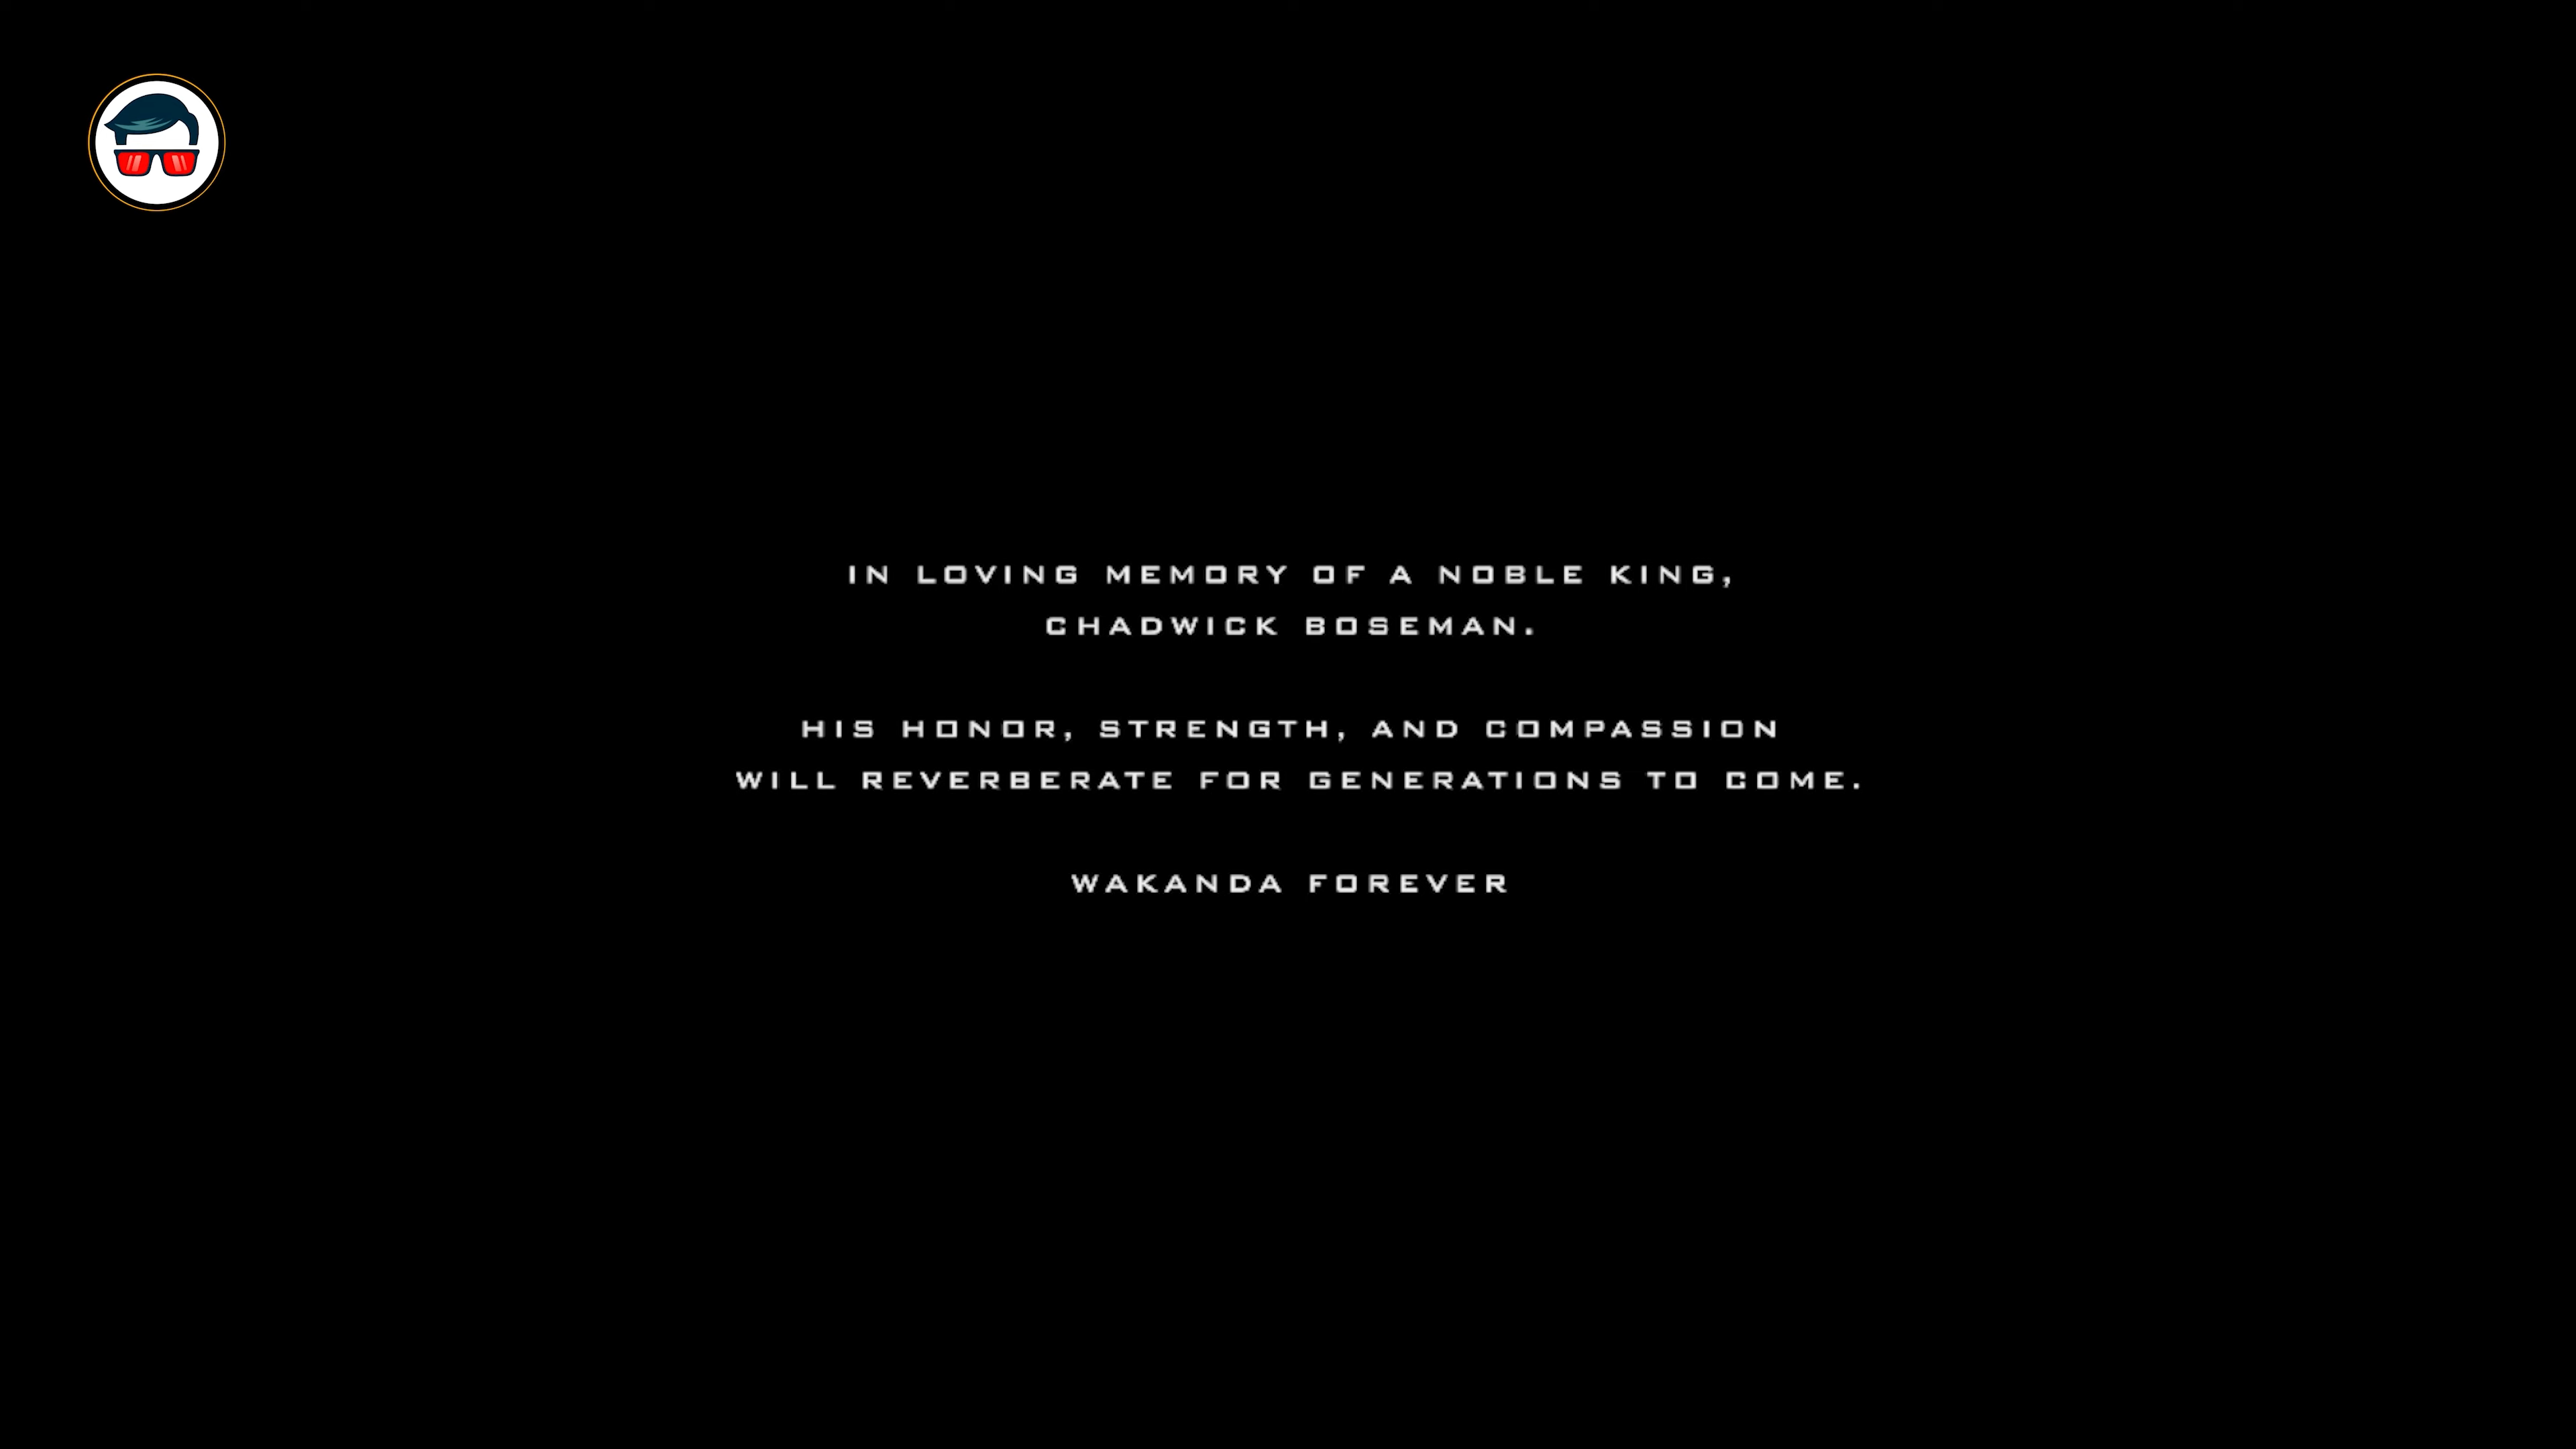 IN LOVING MEMORY OF A NOBLE KING,
CHADWICK BOSEMAN.
HIS HONOR, STRENGTH, AND COMPASSION
WILL REVERBERATE FOR GENERATIONS TO COME.
WAKANDA FOREVER